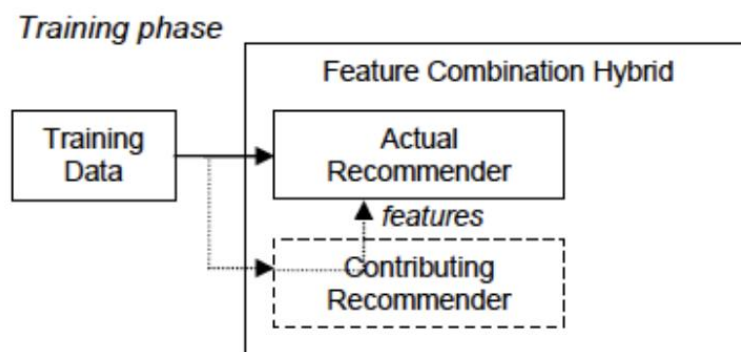 Training phase
Feature Combination Hybrid
Training
Data
Actual
Recommender
features
Contributing
Recommender